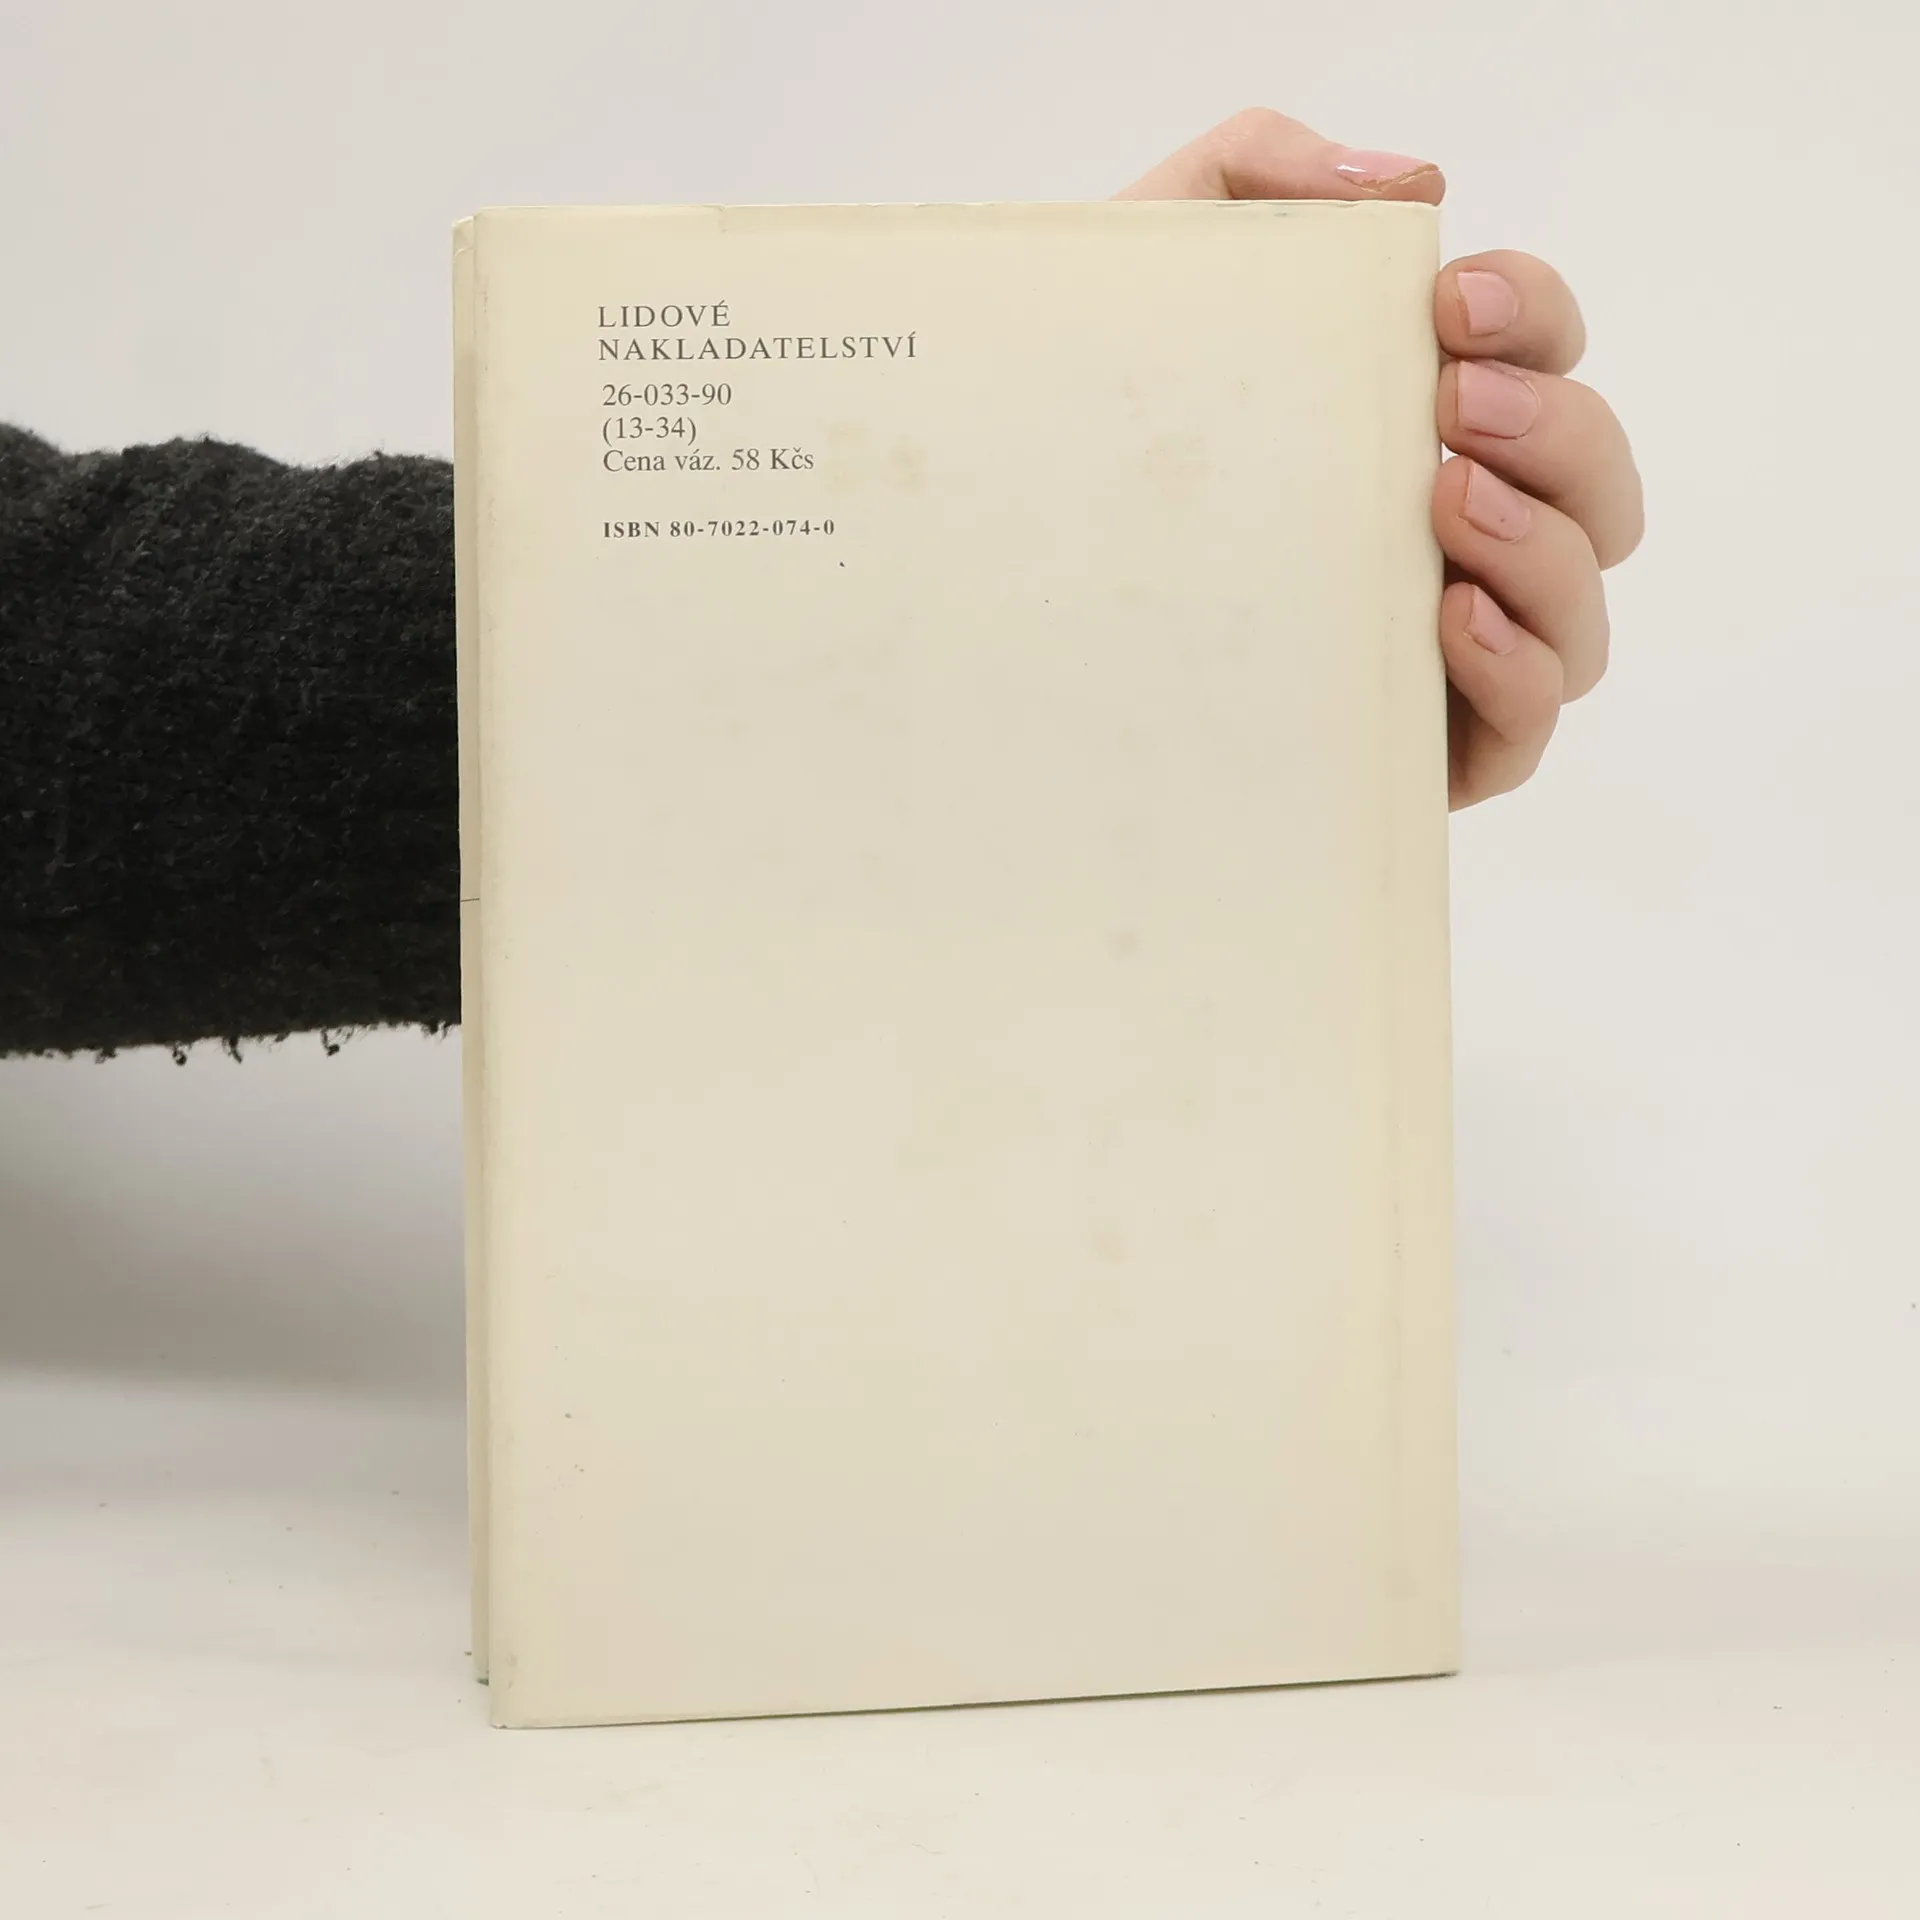 LIDOVÉ
NAKLADATELSTVÍ
26-033-90
(13-34)
Cena váz. 58 Kčs
ISBN 80-7022-074-0